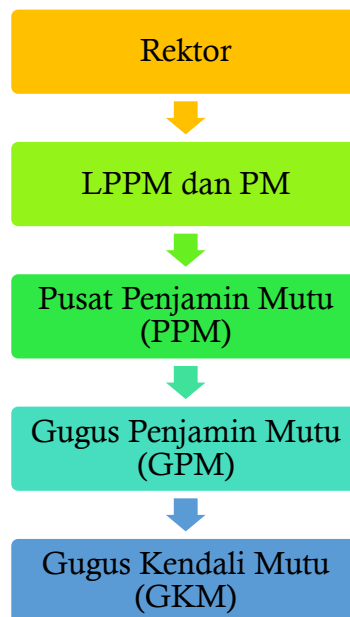 Rektor
LPPM dan PM
Pusat Penjamin Mutu
(PPM)
Gugus Penjamin Mutu
(GPM)
Gugus Kendali Mutu
(GKM)